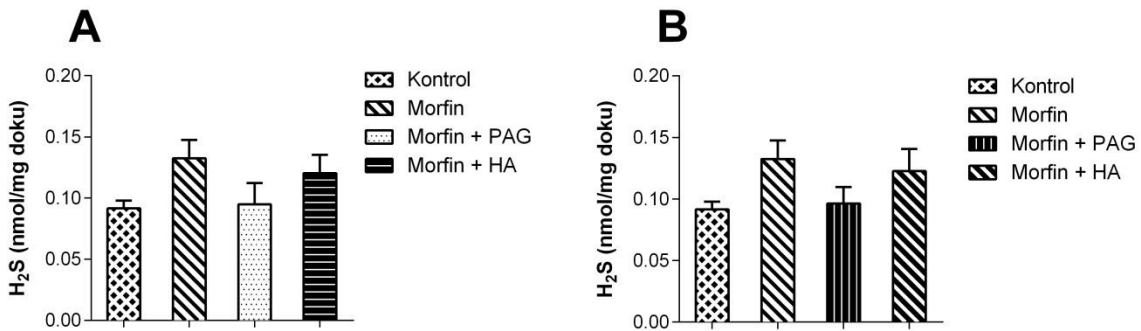 A
H₂S (nmol/mg doku)
0.20
0.15
0.10
0.05
0.00
Kontrol
Morfin
Morfin + PAG
Morfin + HA
B
H₂S (nmol/mg doku)
0.20
0.15
0.10
0.05
0.00
Kontrol
Morfin
Morfin + PAG
Morfin + HA